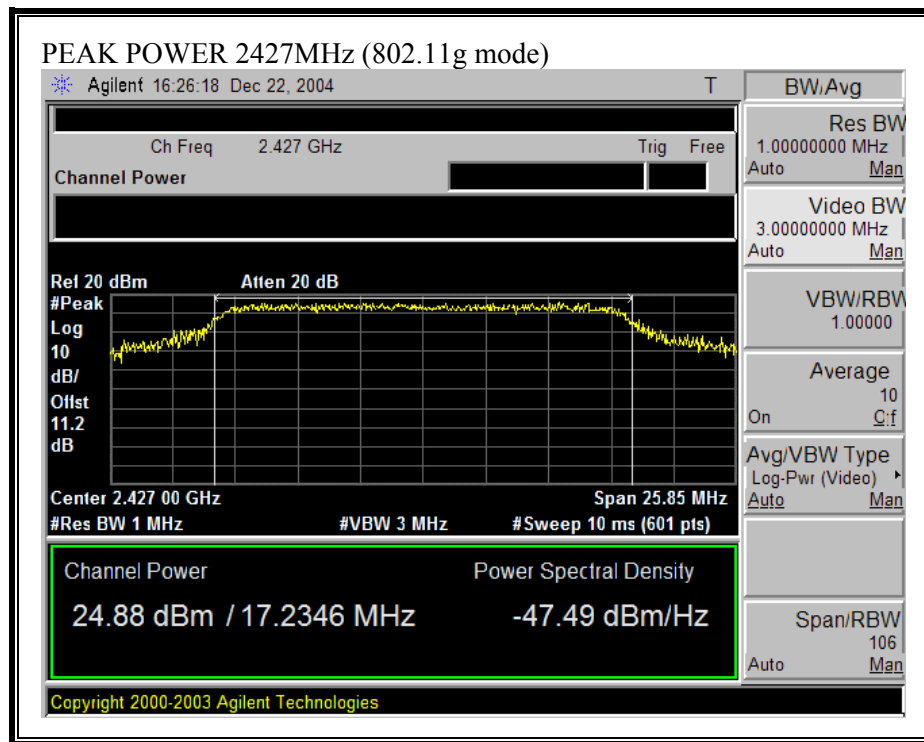 PEAK POWER 2427MHz (802.11g mode)
Agilent 16:26:18 Dec 22, 2004 T
Ch Freq 2.427 GHz Trig Free
Channel Power
Ref 20 dBm Atten 20 dB
#Peak
Log
10
dB/
Offst
11.2
dB
Center 2.427 00 GHz Span 25.85 MHz
#Res BW 1 MHz #VBW 3 MHz #Sweep 10 ms (601 pts)
Channel Power Power Spectral Density
24.88 dBm / 17.2346 MHz -47.49 dBm/Hz
Copyright 2000-2003 Agilent Technologies
BW/Avg
Res BW
1.00000000 MHz
Auto Man
Video BW
3.00000000 MHz
Auto Man
VBW/RBW
1.00000
Average
10
On Off
Avg/VBW Type
Log-Pwr (Video)
Auto Man
Span/RBW
106
Auto Man